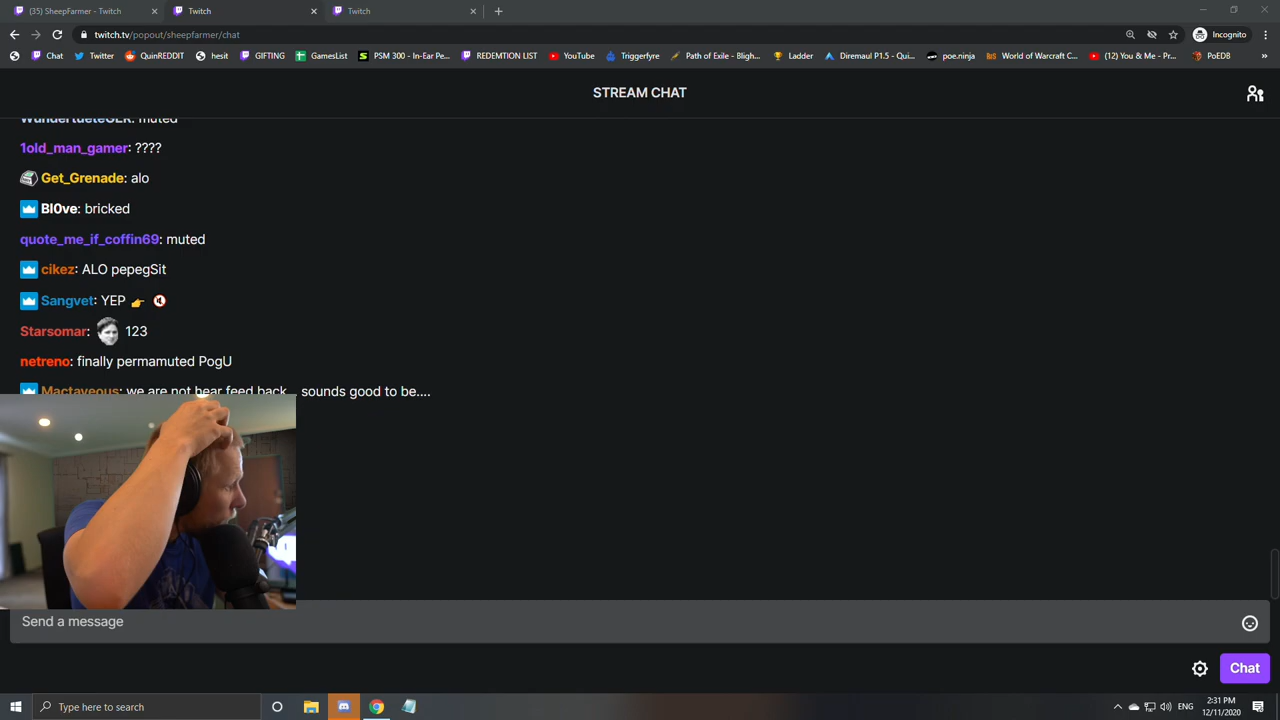 (35) SheepFarmer - Twitch
Twitch
Twitch
twitch.tv/popout/sheepfarmer/chat
Incognito
Chat
Twitter
QuinREDDIT
hesit
GIFTING
GamesList
PSM 300 - In-Ear Pe...
REDEMTION LIST
YouTube
Triggerfyre
Path of Exile - Bligh...
Ladder
Diremaul P1.5 - Qui...
poe.ninja
World of Warcraft C...
(12) You & Me - Pr...
PoEDB
»
STREAM CHAT
muted
1old_man_gamer: ????
Get_Grenade: alo
Bl0ve: bricked
quote_me_if_coffin69: muted
cikez: ALO pepegSit
Sangvet: YEP 👉 🔇
Starsomar: 123
netreno: finally permamuted PogU
Mactaveous: we are not hear feed back... sounds good to be....
Send a message
Chat
Type here to search
ENG
2:31 PM
12/11/2020